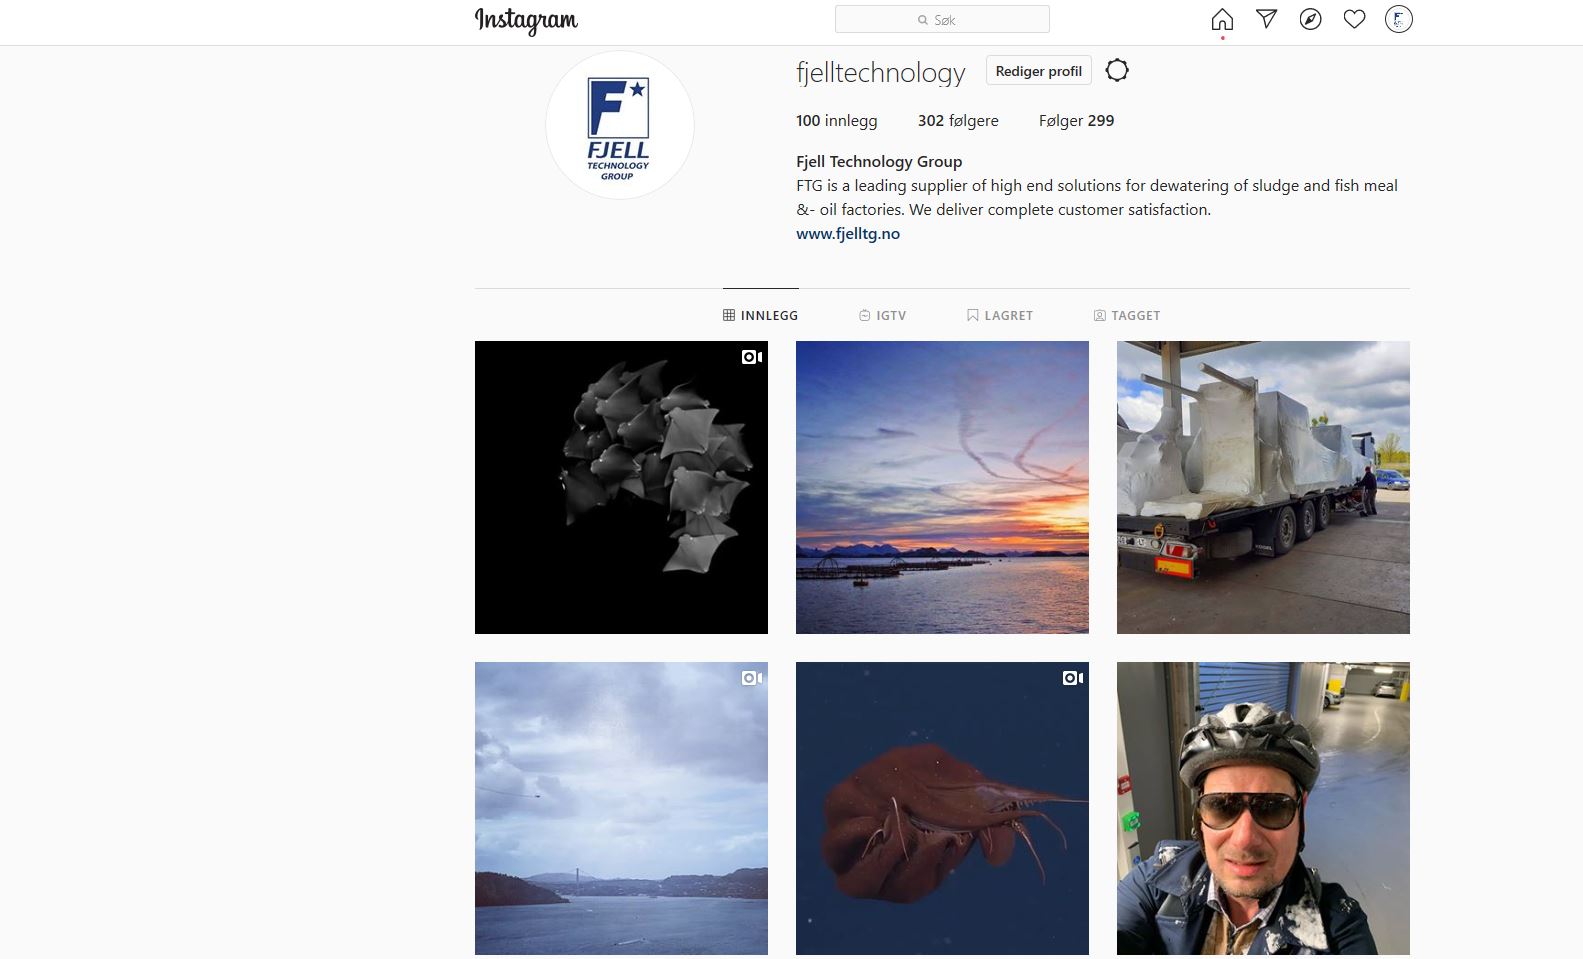 Instagram
Søk
F
FJELL
TECHNOLOGY
GROUP
fjelltechnology
Rediger profil
100 innlegg 302 følgere Følger 299
Fjell Technology Group
FTG is a leading supplier of high end solutions for dewatering of sludge and fish meal
&- oil factories. We deliver complete customer satisfaction.
www.fjelltg.no
INNLEGG IGTV LAGRET TAGGET